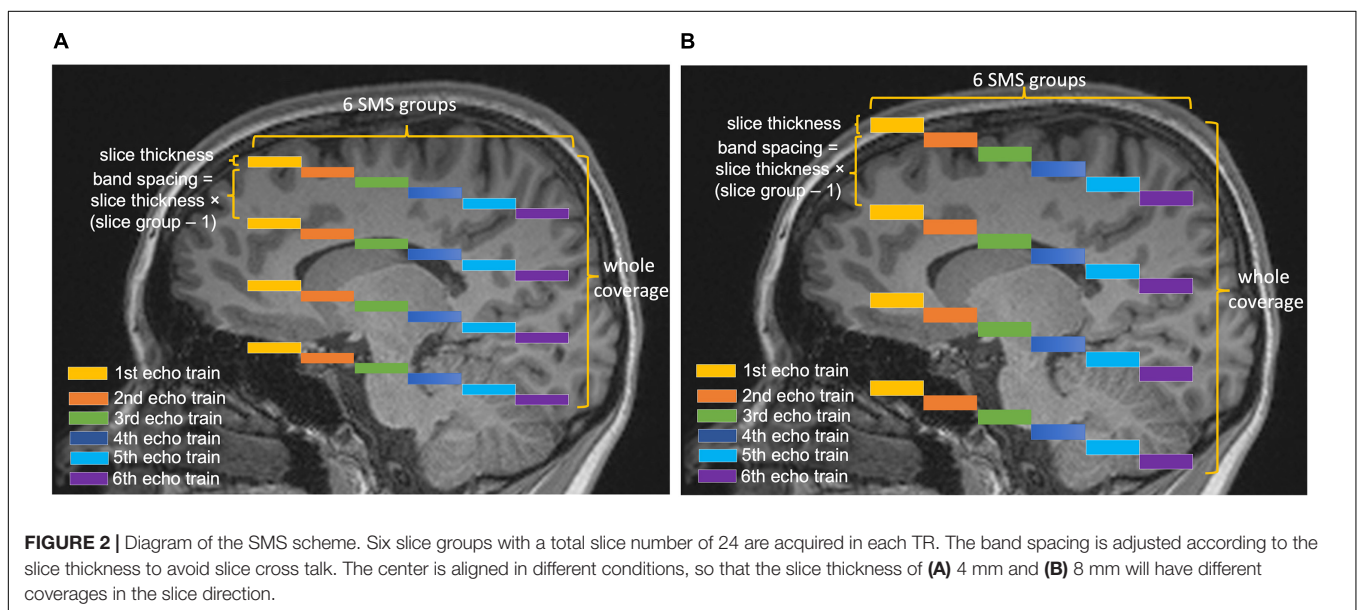 A
6 SMS groups
slice thickness
band spacing =
slice thickness ×
(slice group – 1)
whole
coverage
1st echo train
2nd echo train
3rd echo train
4th echo train
5th echo train
6th echo train
B
6 SMS groups
slice thickness
band spacing =
slice thickness ×
(slice group – 1)
whole
coverage
1st echo train
2nd echo train
3rd echo train
4th echo train
5th echo train
6th echo train
FIGURE 2 | Diagram of the SMS scheme. Six slice groups with a total slice number of 24 are acquired in each TR. The band spacing is adjusted according to the
slice thickness to avoid slice cross talk. The center is aligned in different conditions, so that the slice thickness of (A) 4 mm and (B) 8 mm will have different
coverages in the slice direction.